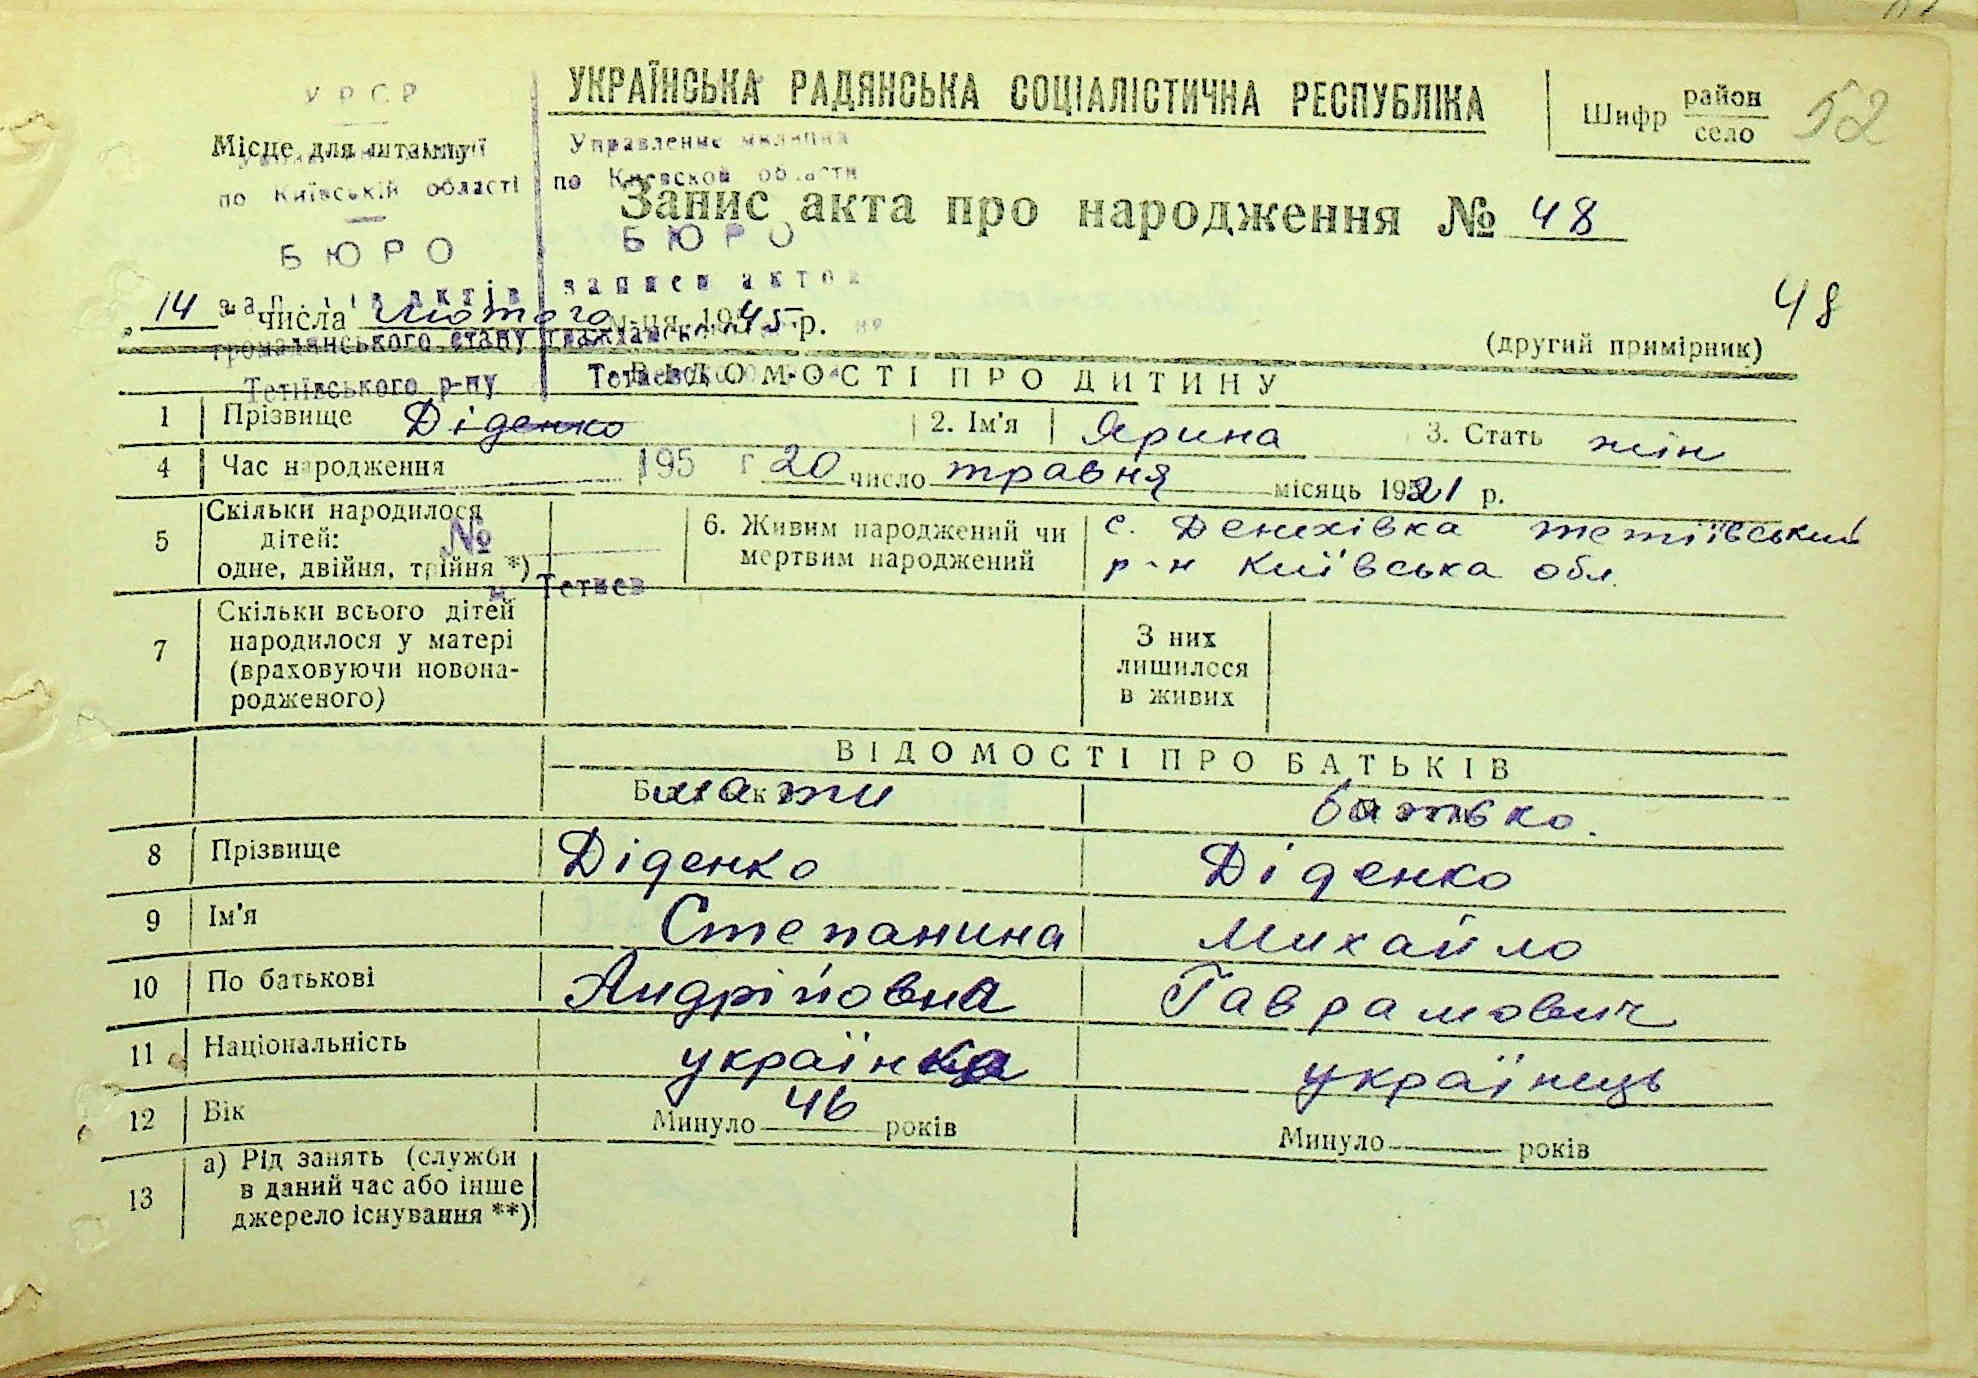 УКРАЇНСЬКА РАДЯНСЬКА СОЦІАЛІСТИЧНА РЕСПУБЛІКА
Шифр район
село 52
УРСР
Місце для штампу
Управление милиции
по Київській області
по Киевской области
Запис акта про народження № 48
БЮРО
БЮРО
записів актів
записи актов
„ 14 " числа лютого м-ця 1945 р.
48
громадянського стану
(другий примірник)
Тетіївського р-ну
ВІДОМОСТІ ПРО ДИТИНУ
1 Прізвище Діденко 2. Ім'я Ярина 3. Стать жін
4 Час народження 195 г 20 число травня місяць 1921 р.
5 Скільки народилося дітей: одне, двійня, трійня *)
№
м. Тетиев
6. Живим народжений чи мертвим народжений
с. Денихівка Тетіївський
р-н Київська обл.
7 Скільки всього дітей народилося у матері (враховуючи новонародженого)
З них лишилося в живих
ВІДОМОСТІ ПРО БАТЬКІВ
мати батько.
8 Прізвище Діденко Діденко
9 Ім'я Степанина Михайло
10 По батькові Андрійовна Гаврамович
11 Національність українка українець
12 Вік Минуло 46 років Минуло років
13 а) Рід занять (служби в даний час або інше джерело існування **)